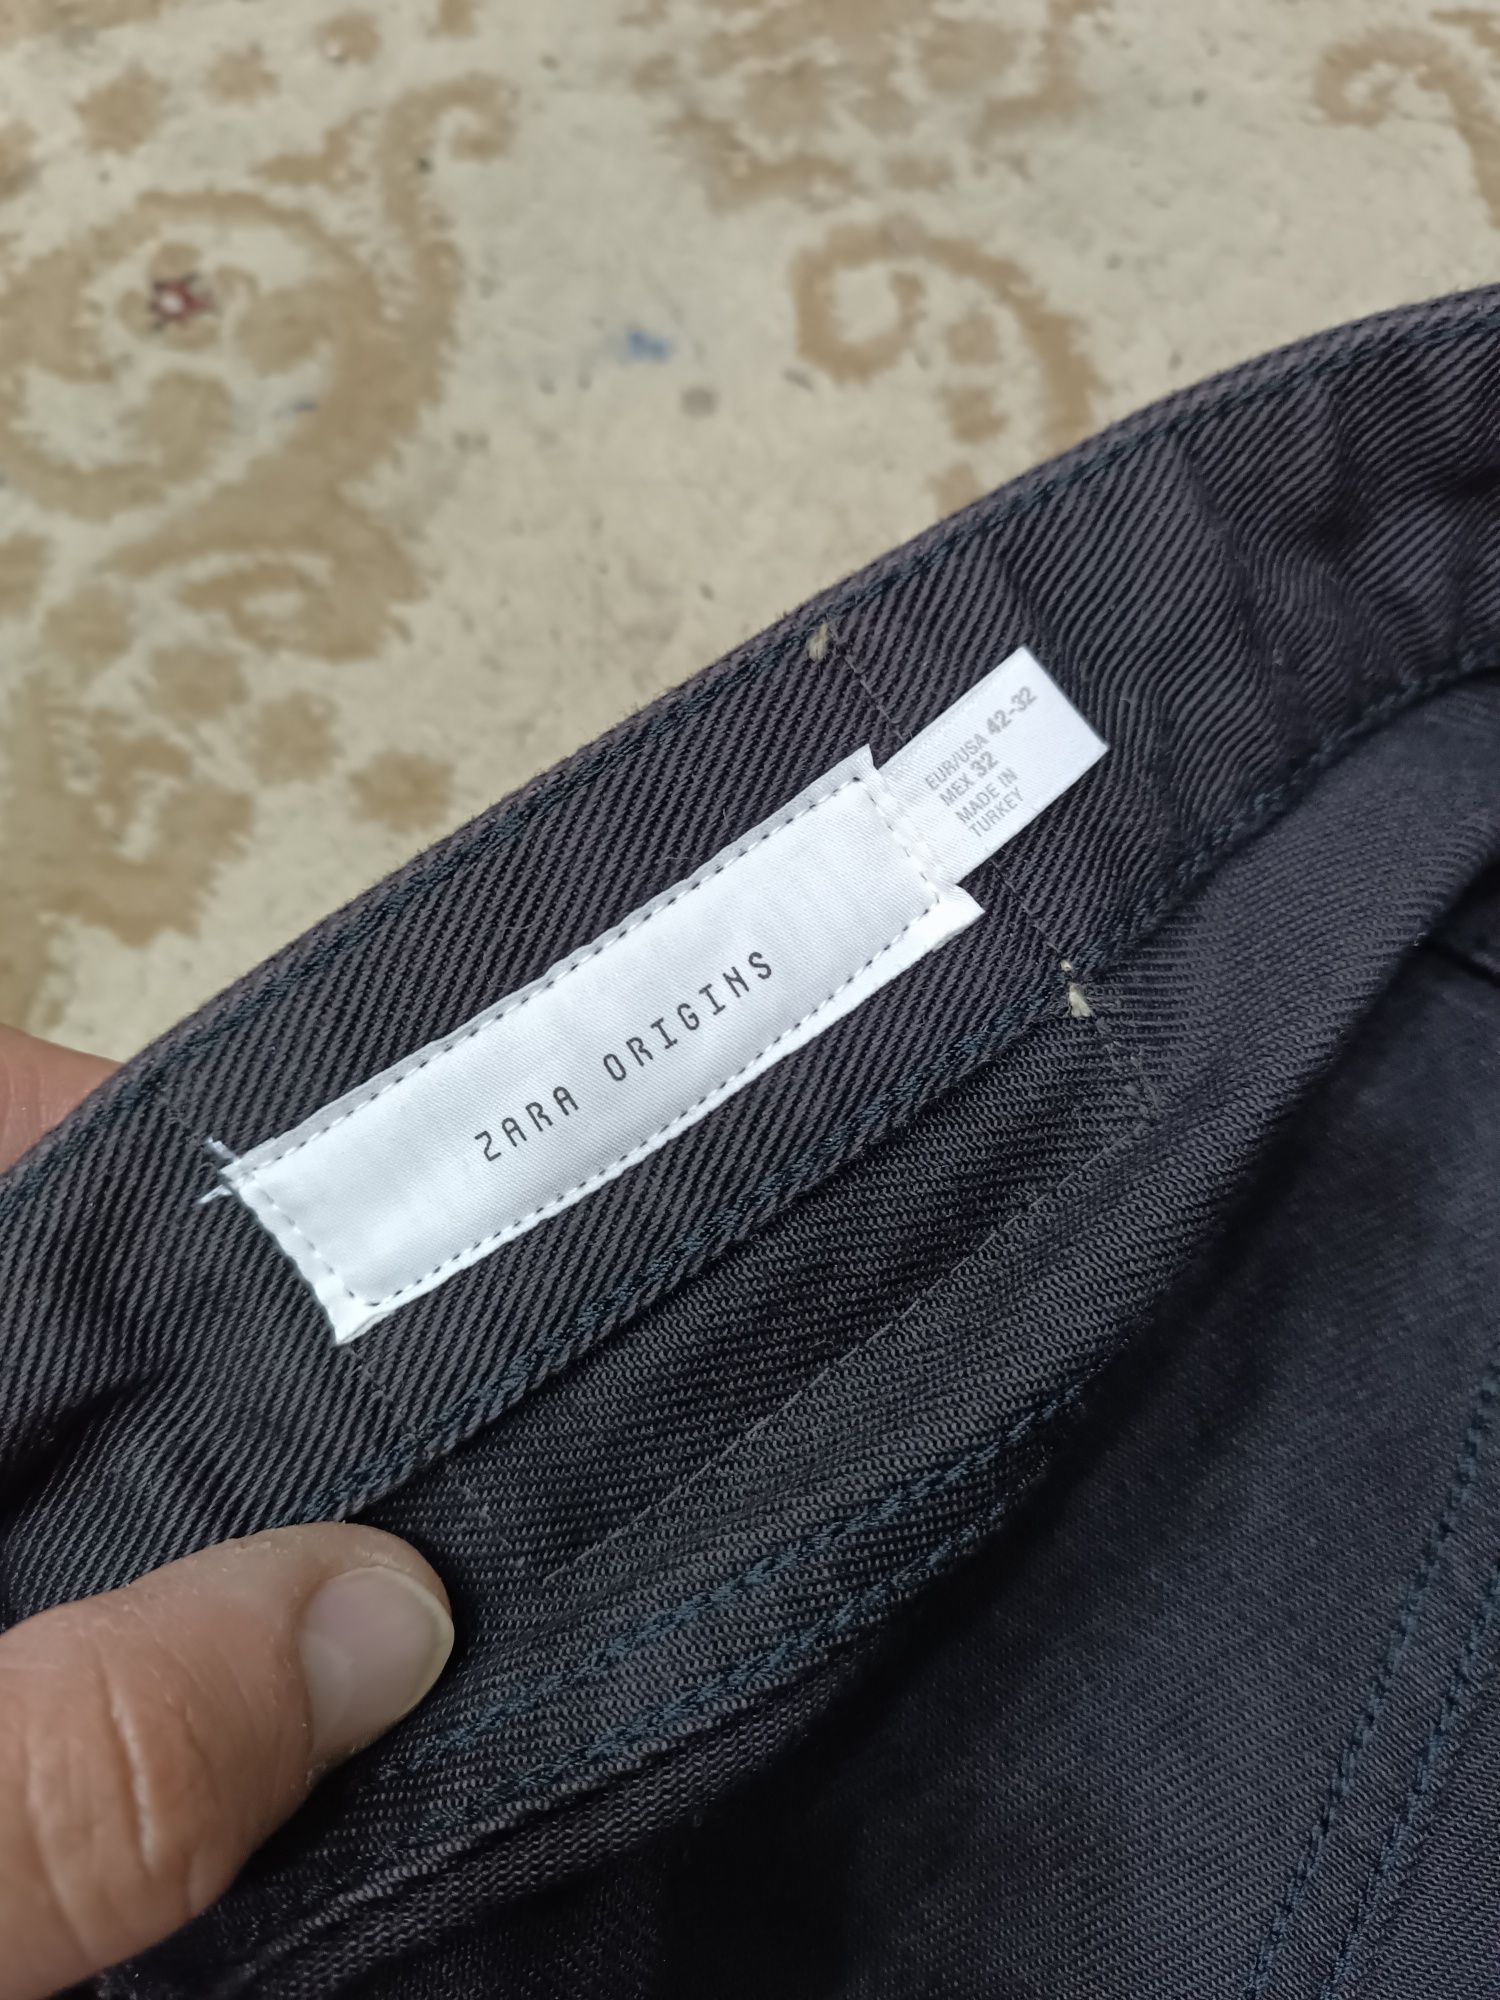 ZARA ORIGINS
EUR/USA 42-32
MEX 32
MADE IN
TURKEY